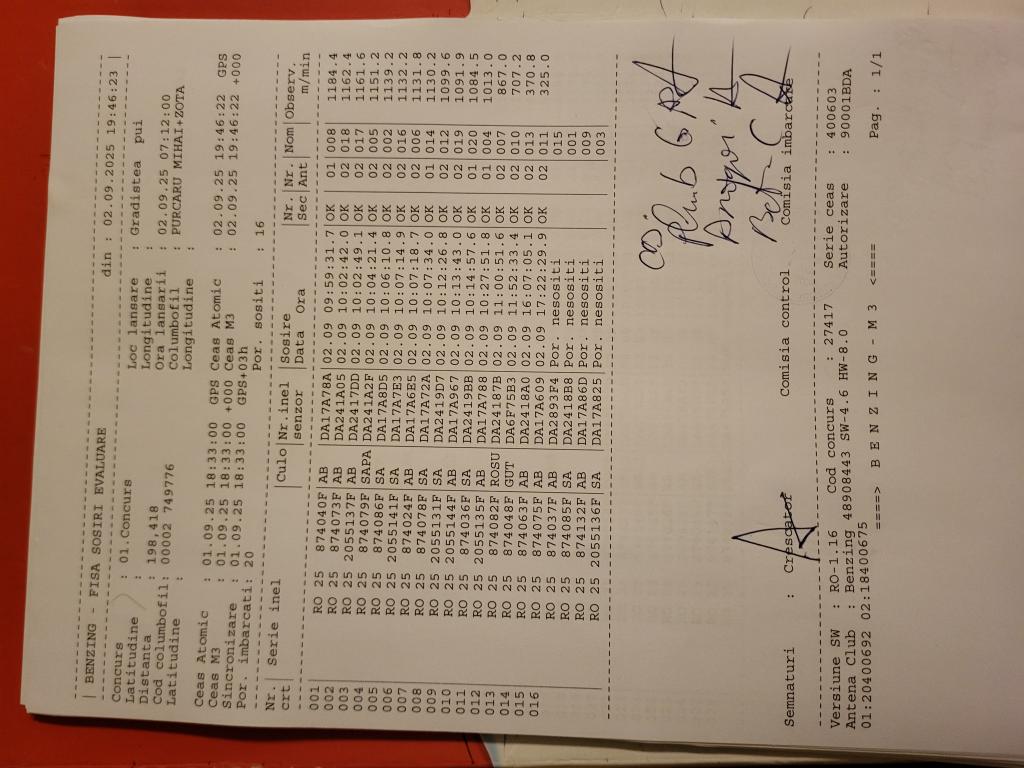 | BENZING - FISA SOSIRI EVALUARE din : 02.09.2025 19:46:23 |
Concurs : 01.Concurs Loc lansare : Gradistea pui
Latitudine : Longitudine :
Distanta : 198,418 Ora lansarii : 02.09.25 07:12:00
Cod columbofil: 00002 749776 Columbofil : PURCARU MIHAI+ZOTA
Latitudine : Longitudine :
Ceas Atomic : 01.09.25 18:33:00 GPS Ceas Atomic : 02.09.25 19:46:22 GPS
Ceas M3 : 01.09.25 18:33:00 +000 Ceas M3 : 02.09.25 19:46:22 +000
Sincronizare : 01.09.25 18:33:00 GPS+03h
Por. imbarcati: 20 Por. sositi : 16
Nr. | Serie inel |Culo|Nr.inel |Sosire |Nr.|Nr. |Nom|Observ.
crt | | |senzor |Data Ora |Sec|Ant | | m/min
001 RO 25 874040F AB DA17A78A 02.09 09:59:31.7 OK 01 008 1184.4
002 RO 25 874073F AB DA241A05 02.09 10:02:42.0 OK 02 018 1162.4
003 RO 25 2055137F AB DA2417DD 02.09 10:02:49.1 OK 02 017 1161.6
004 RO 25 874079F SAPA DA241A2F 02.09 10:04:21.4 OK 02 005 1151.2
005 RO 25 874086F SA DA17A8D5 02.09 10:06:10.8 OK 02 002 1139.2
006 RO 25 2055141F SA DA17A7E3 02.09 10:07:14.9 OK 02 016 1132.2
007 RO 25 874024F AB DA17A6E5 02.09 10:07:18.7 OK 02 006 1131.8
008 RO 25 874078F SA DA17A72A 02.09 10:07:34.0 OK 01 014 1130.2
009 RO 25 2055131F SA DA2419D7 02.09 10:12:26.8 OK 02 012 1099.6
010 RO 25 2055144F AB DA17A967 02.09 10:13:43.0 OK 02 019 1091.9
011 RO 25 874036F SA DA2419BB 02.09 10:14:57.6 OK 01 020 1084.5
012 RO 25 2055135F AB DA17A788 02.09 10:27:51.8 OK 01 004 1013.0
013 RO 25 874082F ROSU DA24187B 02.09 11:00:51.6 OK 02 007 867.0
014 RO 25 874048F GUT DA6F75B3 02.09 11:52:33.4 OK 02 010 707.2
015 RO 25 874063F AB DA2418A0 02.09 16:07:05.1 OK 02 013 370.8
016 RO 25 874075F AB DA17A609 02.09 17:22:29.9 OK 02 011 325.0
RO 25 874037F AB DA2893F4 Por. nesositi 015
RO 25 874085F SA DA2418B8 Por. nesositi 001
RO 25 874132F AB DA17A86D Por. nesositi 009
RO 25 2055136F SA DA17A825 Por. nesositi 003
Semnaturi : Crescator Comisia control Comisia imbarcare
Versiune SW : RO-1.16 Cod concurs : 27417 Serie ceas : 400603
Antena Club : Benzing 48908443 SW-4.6 HW-8.0 Autorizare : 90001BDA
01:20400692 02:18400675
====> B E N Z I N G - M 3 <==== Pag. : 1/1